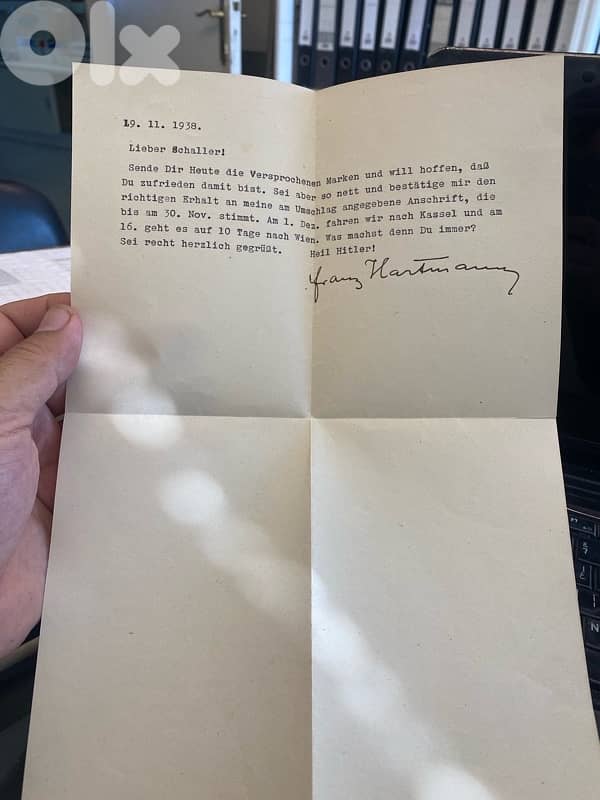 olx
19. 11. 1938.
Lieber Schaller!
Sende Dir Heute die Versprochenen Marken und will hoffen, daß
Du zufrieden damit bist. Sei aber so nett und bestätige mir den
richtigen Erhalt an meine am Umschlag angegebene Anschrift, die
bis am 30. Nov. stimmt. Am 1. Dez. fahren wir nach Kassel und am
16. geht es auf 10 Tage nach Wien. Was machst denn Du immer?
Sei recht herzlich gegrüßt. Heil Hitler!
Franz Hartmann